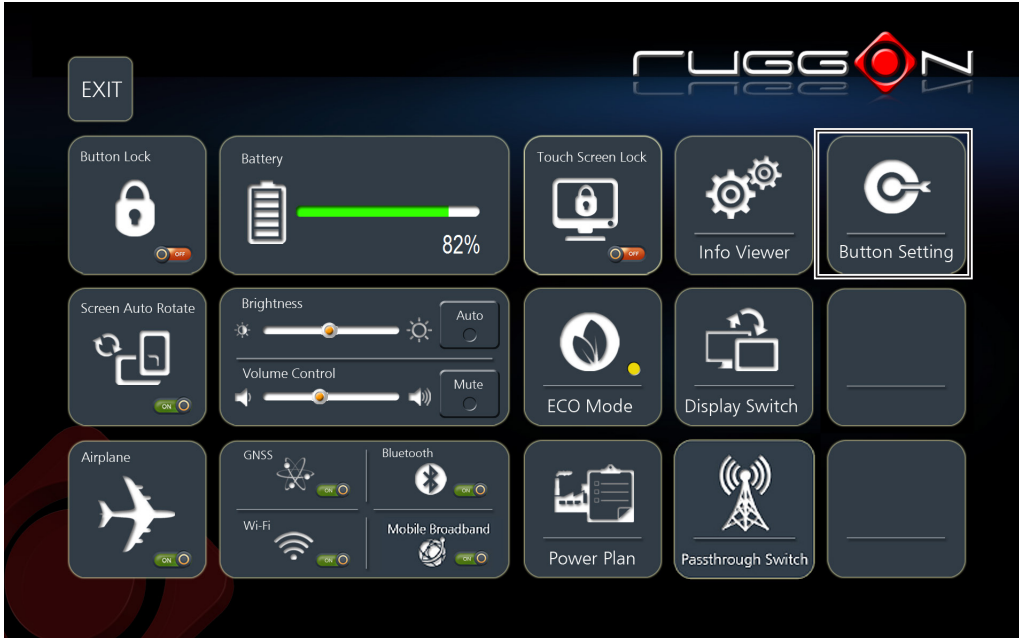 EXIT
RUGGON
Button Lock
OFF
Battery
82%
Touch Screen Lock
OFF
Info Viewer
Button Setting
Screen Auto Rotate
ON
Brightness
Auto
Volume Control
Mute
ECO Mode
Display Switch
Airplane
ON
GNSS
ON
Bluetooth
ON
Wi-Fi
ON
Mobile Broadband
ON
Power Plan
Passthrough Switch